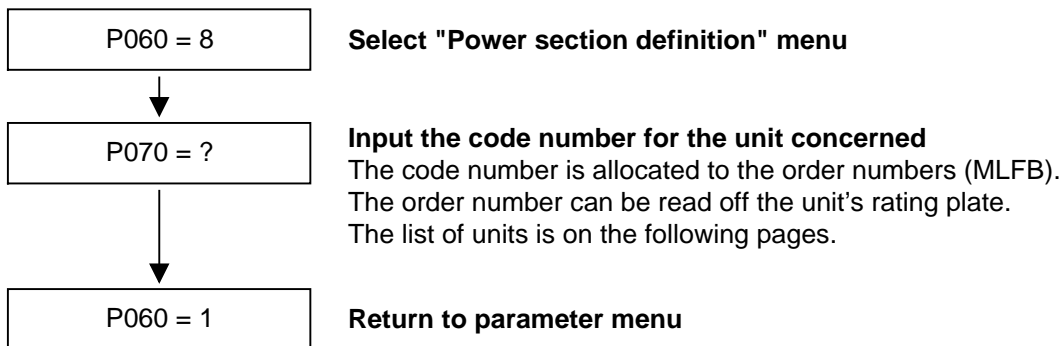 P060 = 8
Select "Power section definition" menu
P070 = ?
Input the code number for the unit concerned
The code number is allocated to the order numbers (MLFB).
The order number can be read off the unit's rating plate.
The list of units is on the following pages.
P060 = 1
Return to parameter menu